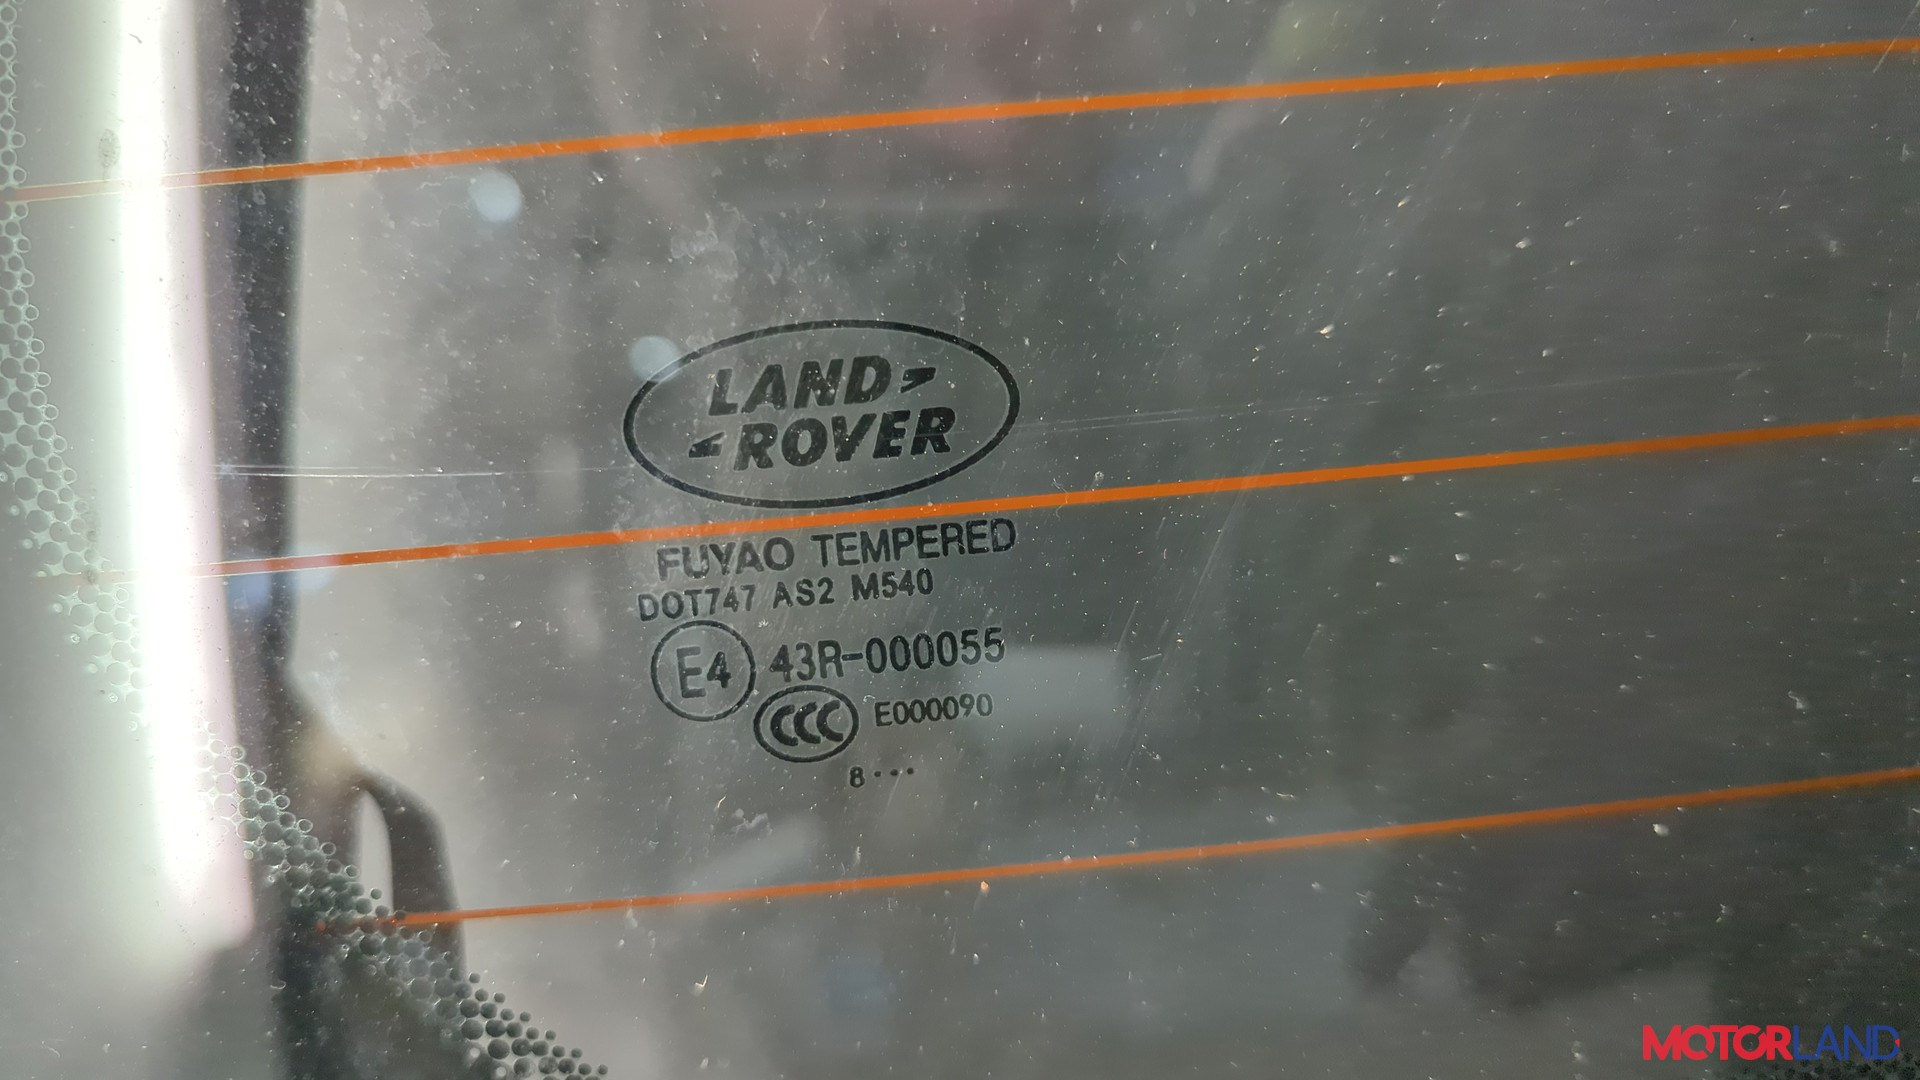 LAND
ROVER
FUYAO TEMPERED
DOT747 AS2 M540
E4 43R-000055
CCC E000090
8...
MOTORLAND